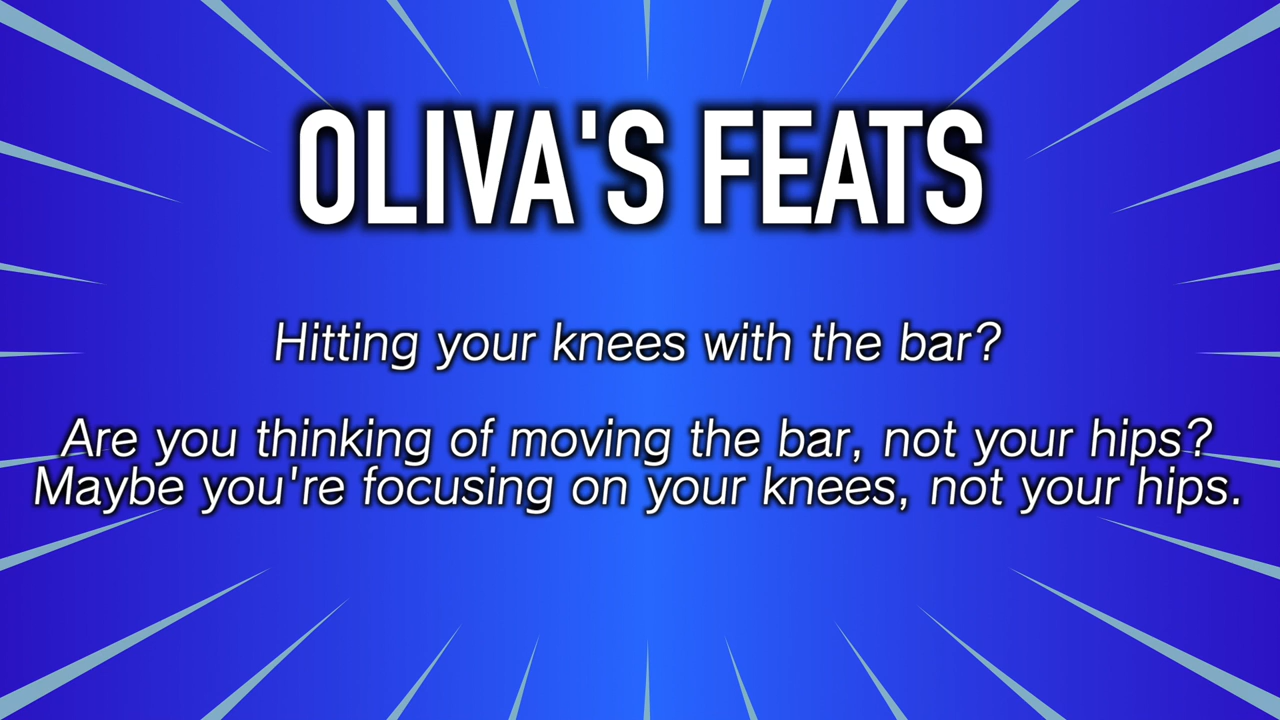 OLIVA'S FEATS
Hitting your knees with the bar?
Are you thinking of moving the bar, not your hips?
Maybe you're focusing on your knees, not your hips.